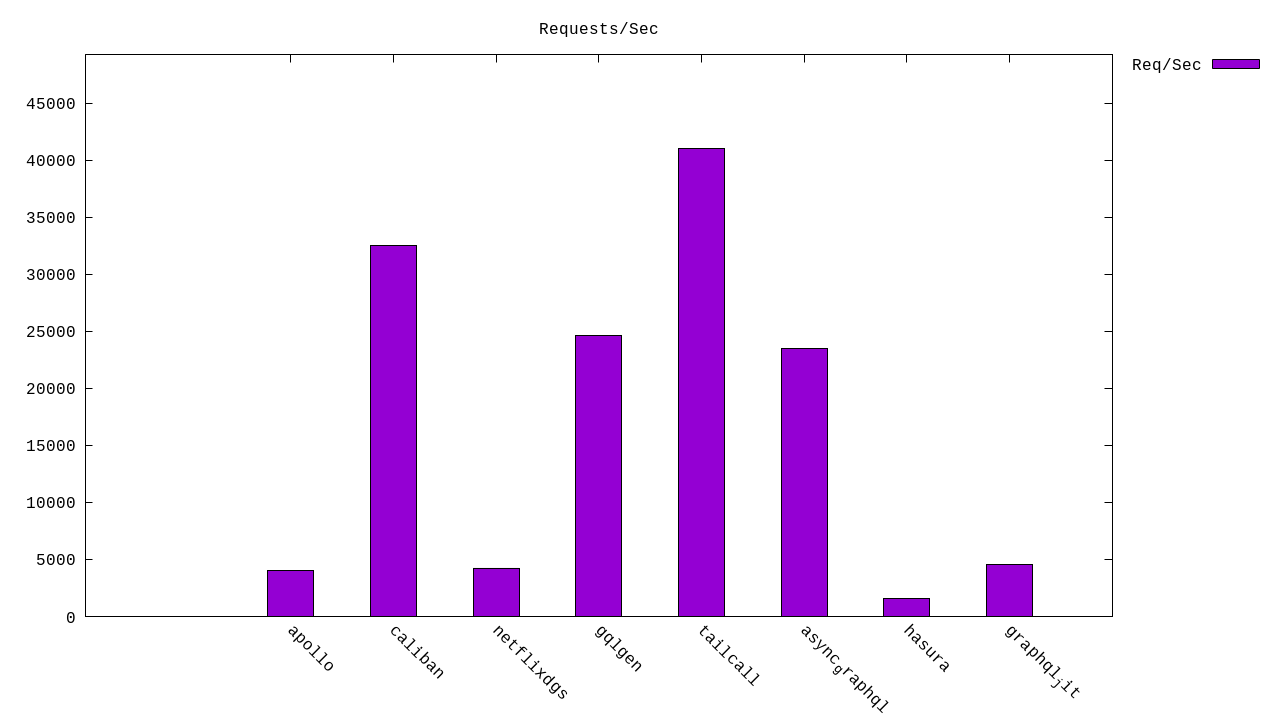 Requests/Sec
Req/Sec
45000
40000
35000
30000
25000
20000
15000
10000
5000
0
apollo
caliban
netflixdgs
gqlgen
tailcall
async_graphql
hasura
graphql_jit